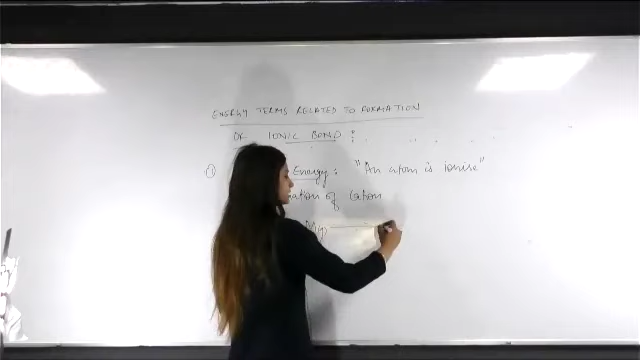 ENERGY TERMS RELATED TO FORMATION
OF IONIC BOND :
① Energy : "An atom is ionise"
ation of Cation
M(g)